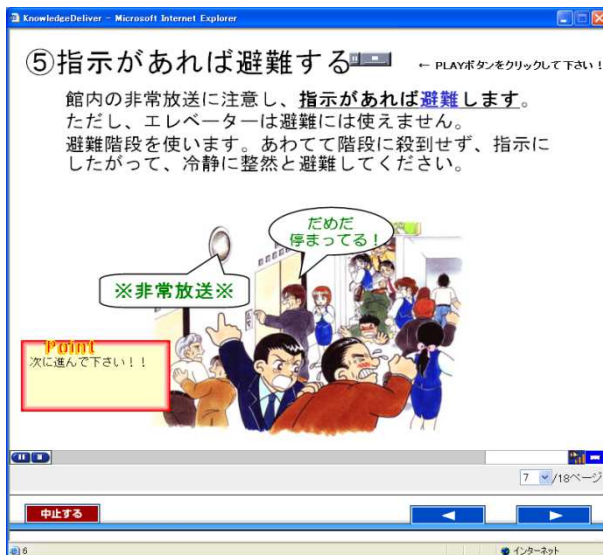 KnowledgeDeliver - Microsoft Internet Explorer
⑤指示があれば避難する
← PLAYボタンをクリックして下さい！
館内の非常放送に注意し、指示があれば避難します。
ただし、エレベーターは避難には使えません。
避難階段を使います。あわてて階段に殺到せず、指示に
したがって、冷静に整然と避難してください。
だめだ
停まってる！
※非常放送※
Point
次に進んで下さい！！
7 /18ページ
中止する
6
インターネット